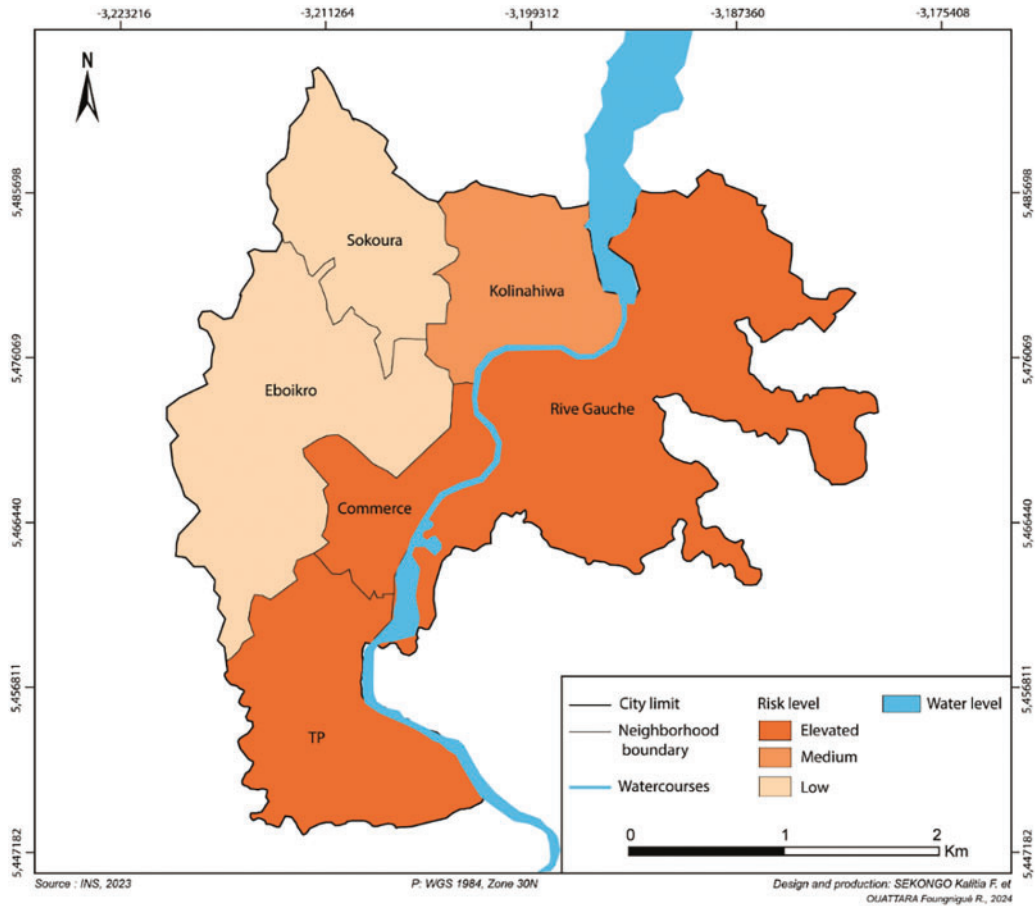 -3,223216 -3,211264 -3,199312 -3,187360 -3,175408
N
5,485698 5,485698
Sokoura
Kolinahiwa
5,476069 5,476069
Eboikro
Rive Gauche
Commerce
5,466440 5,466440
5,456811 5,456811
TP
City limit
Neighborhood
boundary
Watercourses
Risk level
Elevated
Medium
Low
Water level
0 1 2
Km
5,447182 5,447182
Source : INS, 2023
P: WGS 1984, Zone 30N
Design and production: SEKONGO Kalitia F. et
OUATTARA Foungnigué R., 2024